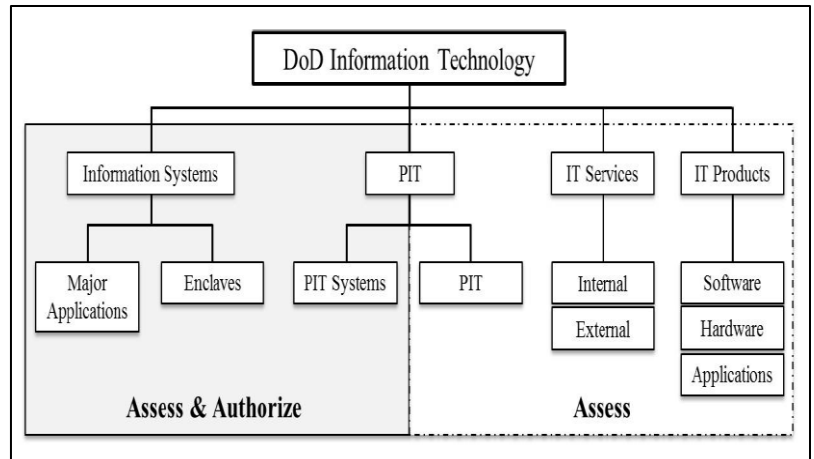 DoD Information Technology
Information Systems
PIT
IT Services
IT Products
Major
Applications
Enclaves
PIT Systems
PIT
Internal
External
Software
Hardware
Applications
Assess & Authorize
Assess